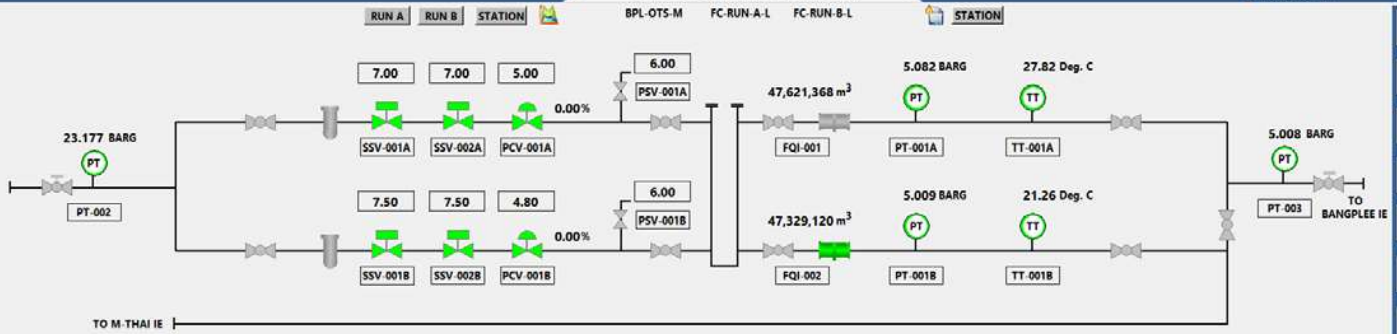 RUN A RUN B STATION BPL-OTS-M FC-RUN-A-L FC-RUN-B-L STATION
7.00 7.00 5.00 6.00 5.082 BARG 27.82 Deg. C
PSV-001A 47,621,368 m³ PT TT
0.00%
23.177 BARG 5.008 BARG
SSV-001A SSV-002A PCV-001A FQI-001 PT-001A TT-001A
PT PT
7.50 7.50 4.80 6.00 5.009 BARG 21.26 Deg. C
PT-002 PT-003 TO
BANGPLEE IE
PSV-001B 47,329,120 m³ PT TT
0.00%
SSV-001B SSV-002B PCV-001B FQI-002 PT-001B TT-001B
TO M-THAI IE